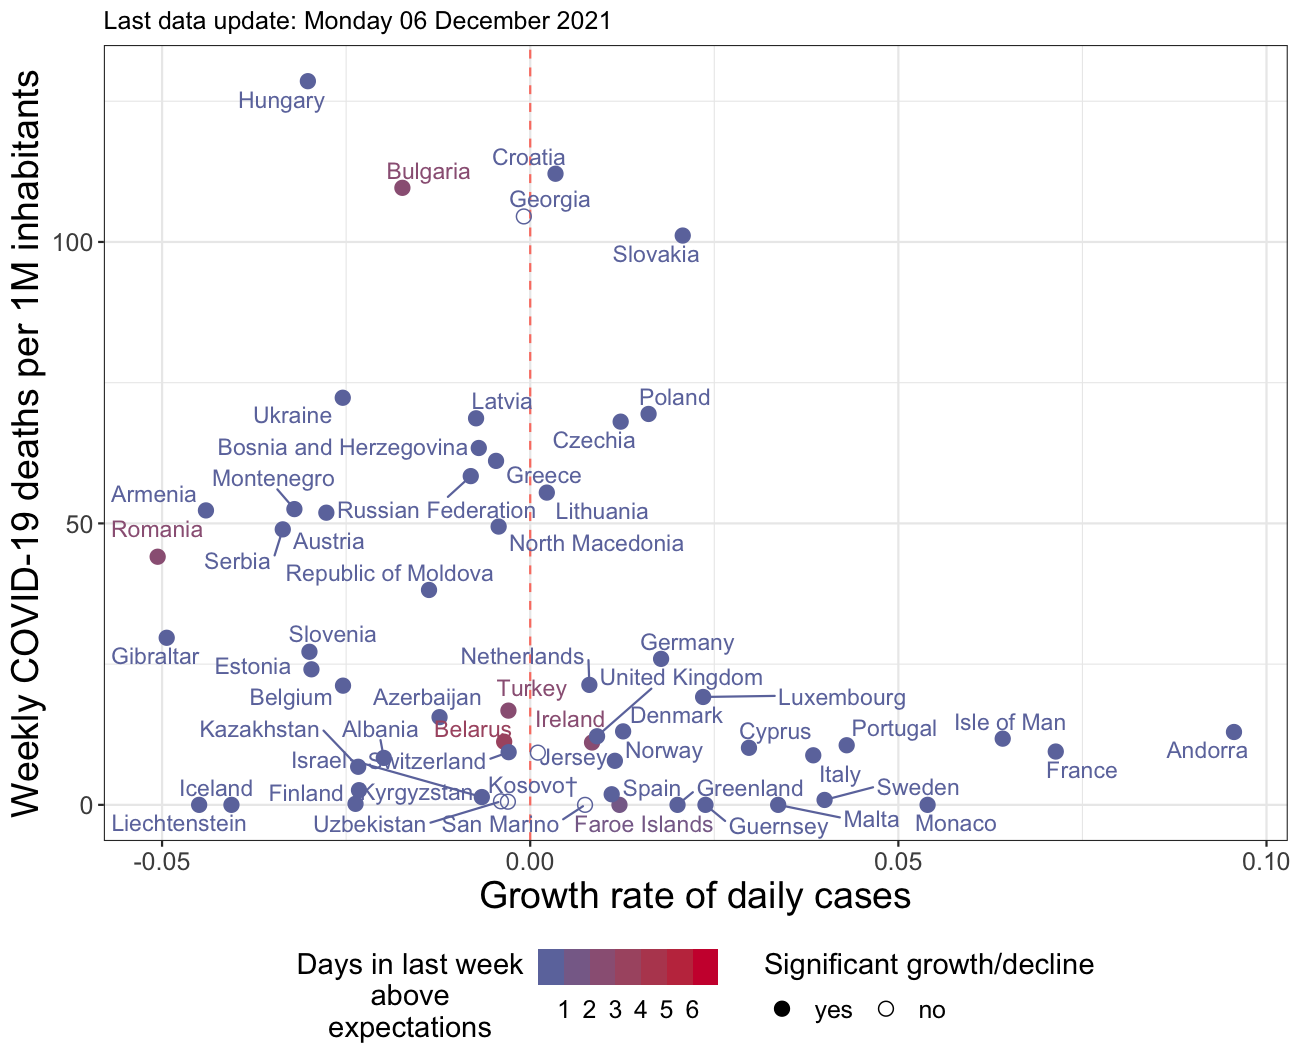 Last data update: Monday 06 December 2021
Weekly COVID-19 deaths per 1M inhabitants
Hungary
Croatia
Bulgaria
Georgia
100
Slovakia
Poland
Latvia
Ukraine
Czechia
Bosnia and Herzegovina
Greece
Montenegro
Armenia
Russian Federation
Lithuania
50
Romania
Austria
North Macedonia
Serbia
Republic of Moldova
Slovenia
Germany
Gibraltar
Estonia
Netherlands
United Kingdom
Turkey
Belgium
Azerbaijan
Luxembourg
Ireland
Denmark
Isle of Man
Kazakhstan
Albania
Belarus
Cyprus
Portugal
Norway
Andorra
Israel
Switzerland
Jersey
France
Italy
Iceland
Finland
Kyrgyzstan
Kosovo†
Spain
Greenland
Sweden
0
Liechtenstein
Uzbekistan
San Marino
Faroe Islands
Guernsey
Malta
Monaco
-0.05
0.00
0.05
0.10
Growth rate of daily cases
Days in last week
above
expectations
1 2 3 4 5 6
Significant growth/decline
yes
no